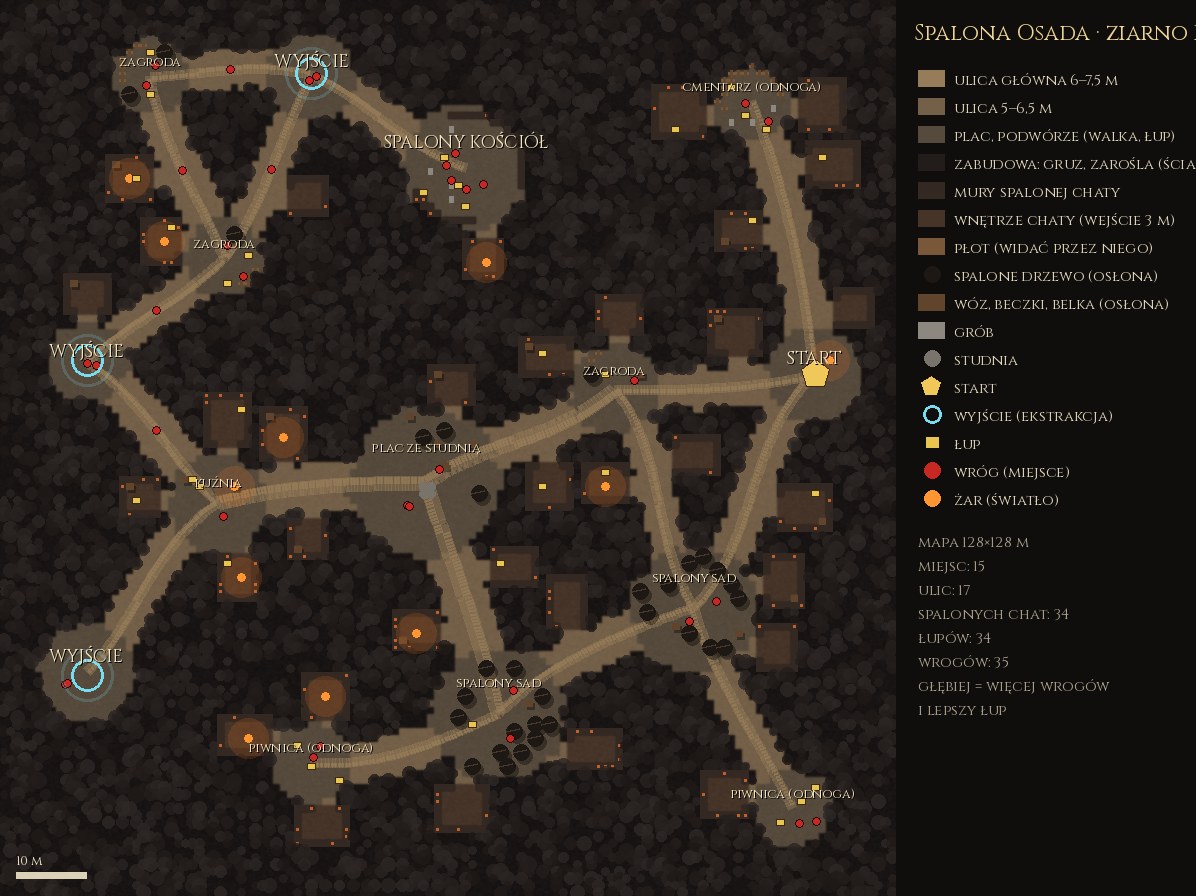 ZAGRODA
WYJŚCIE
CMENTARZ (ODNOGA)
SPALONY KOŚCIÓŁ
ZAGRODA
WYJŚCIE
START
ZAGRODA
PLAC ZE STUDNIĄ
KUŹNIA
SPALONY SAD
WYJŚCIE
SPALONY SAD
PIWNICA (ODNOGA)
PIWNICA (ODNOGA)
10 M
SPALONA OSADA · ZIARNO
ULICA GŁÓWNA 6–7,5 M
ULICA 5–6,5 M
PLAC, PODWÓRZE (WALKA, ŁUP)
ZABUDOWA: GRUZ, ZAROŚLA (ŚCIA
MURY SPALONEJ CHATY
WNĘTRZE CHATY (WEJŚCIE 3 M)
PŁOT (WIDAĆ PRZEZ NIEGO)
SPALONE DRZEWO (OSŁONA)
WÓZ, BECZKI, BELKA (OSŁONA)
GRÓB
STUDNIA
START
WYJŚCIE (EKSTRAKCJA)
ŁUP
WRÓG (MIEJSCE)
ŻAR (ŚWIATŁO)
MAPA 128×128 M
MIEJSC: 15
ULIC: 17
SPALONYCH CHAT: 34
ŁUPÓW: 34
WROGÓW: 35
GŁĘBIEJ = WIĘCEJ WROGÓW
I LEPSZY ŁUP